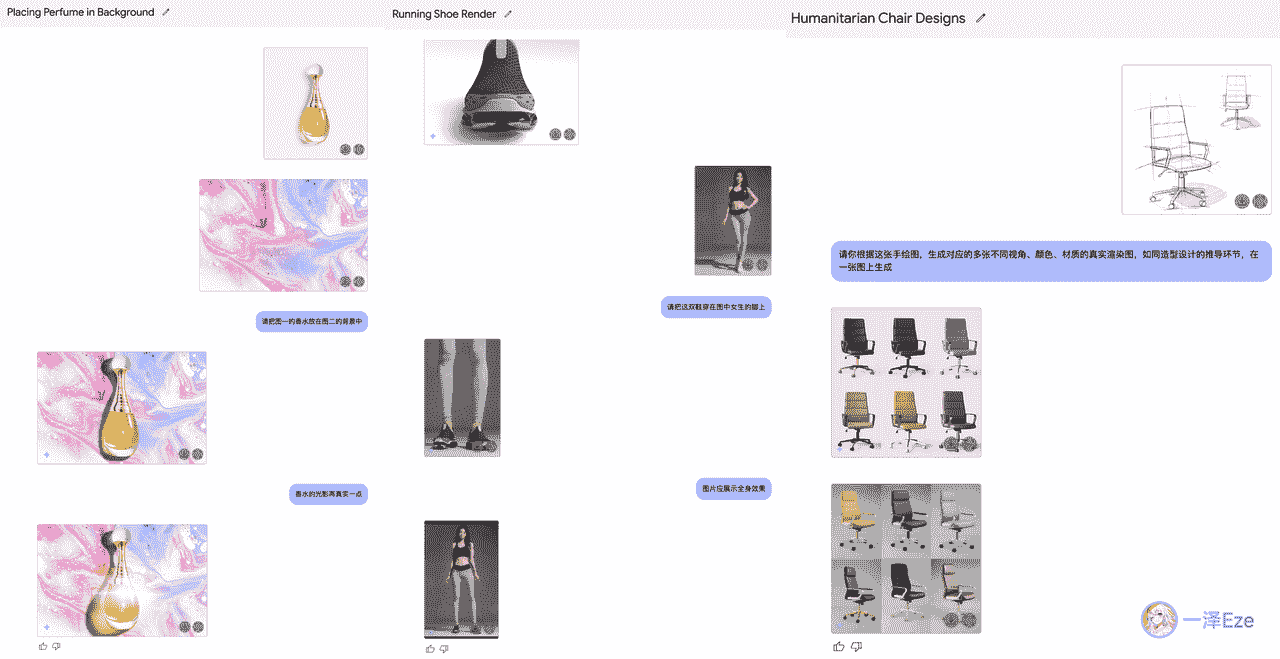 Placing Perfume in Background
请把图一的香水放在图二的背景中
香水的光影再真实一点
Running Shoe Render
请把这双鞋穿在图中女生的脚上
图片应展示全身效果
Humanitarian Chair Designs
请你根据这张手绘图，生成对应的多张不同视角、颜色、材质的真实渲染图，如同造型设计的推导环节，在
一张图上生成
一泽Eze